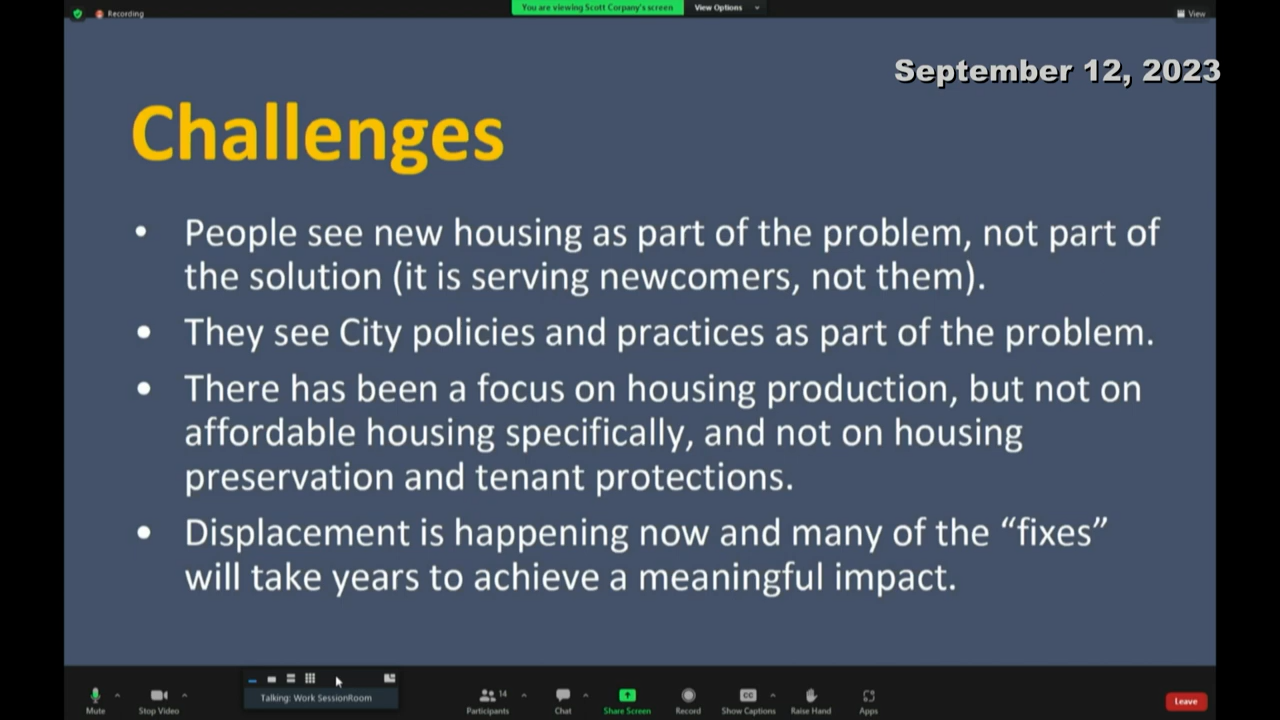 Recording
You are viewing Scott Corpany's screen
View Options
View
September 12, 2023
Challenges
• People see new housing as part of the problem, not part of
the solution (it is serving newcomers, not them).
• They see City policies and practices as part of the problem.
• There has been a focus on housing production, but not on
affordable housing specifically, and not on housing
preservation and tenant protections.
• Displacement is happening now and many of the “fixes”
will take years to achieve a meaningful impact.
Talking: Work SessionRoom
Mute
Stop Video
14
Participants
Chat
Share Screen
Record
CC
Show Captions
Raise Hand
Apps
Leave